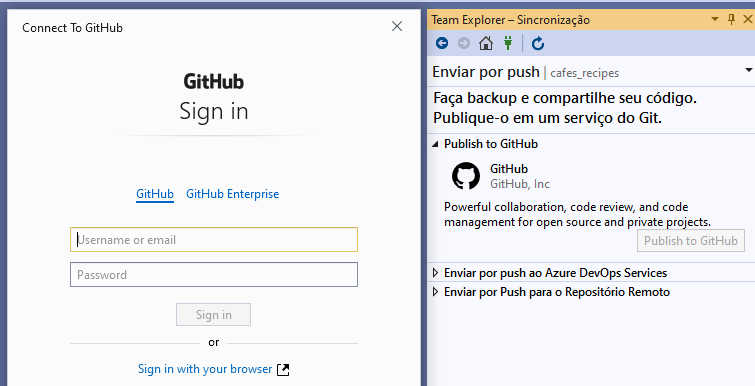 Connect To GitHub
GitHub
Sign in
GitHub GitHub Enterprise
Username or email
Password
Sign in
or
Sign in with your browser
Team Explorer – Sincronização
Enviar por push | cafes_recipes
Faça backup e compartilhe seu código.
Publique-o em um serviço do Git.
Publish to GitHub
GitHub
GitHub, Inc
Powerful collaboration, code review, and code
management for open source and private projects.
Publish to GitHub
Enviar por push ao Azure DevOps Services
Enviar por Push para o Repositório Remoto